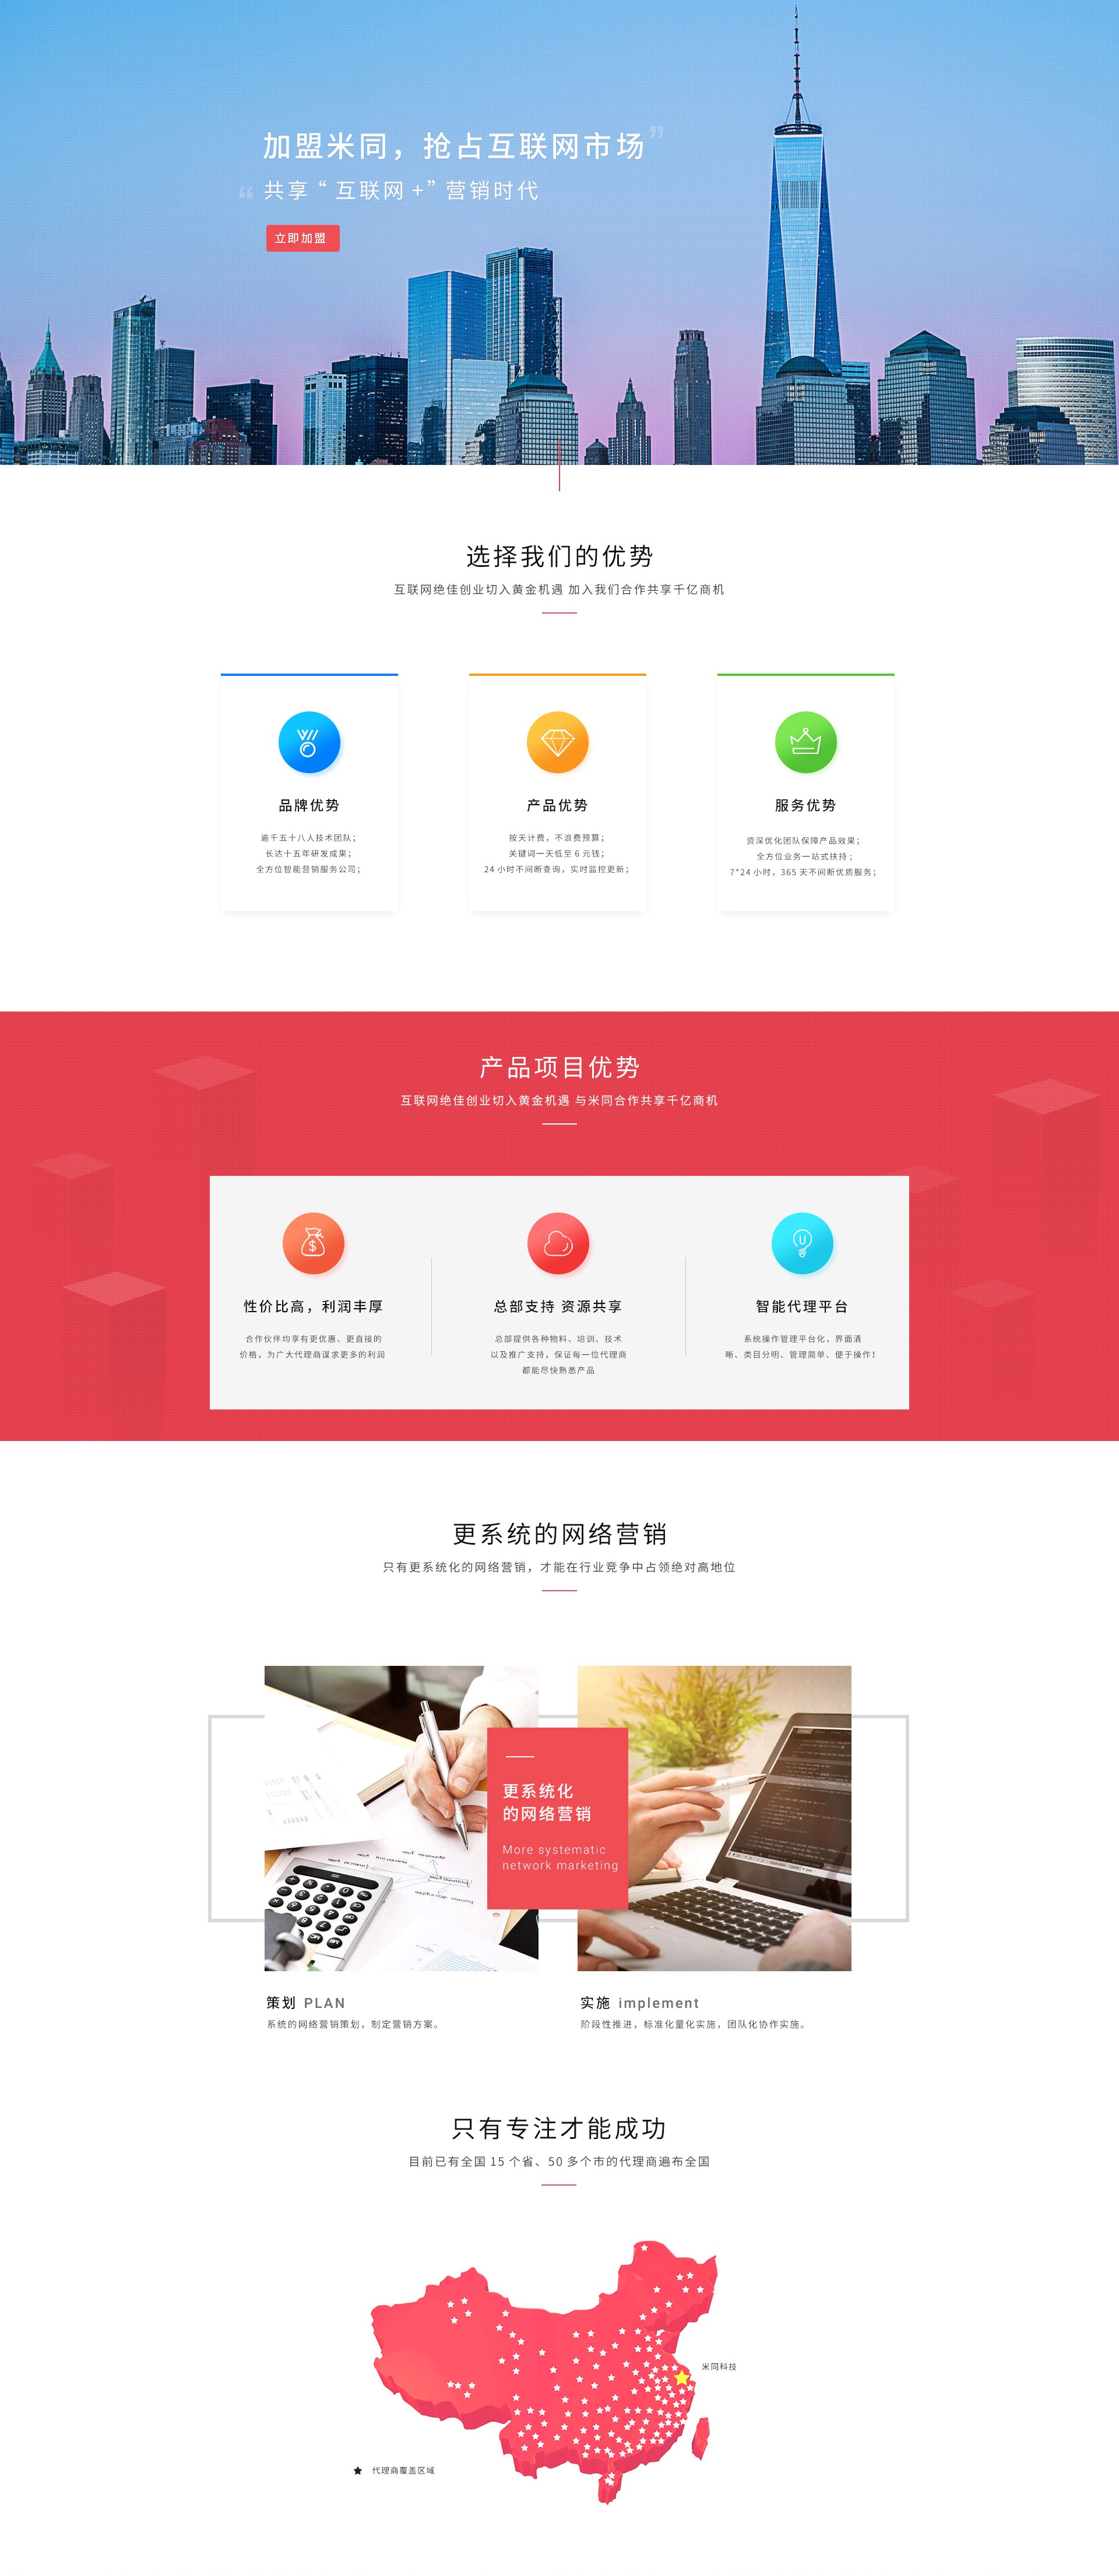 加盟米同，抢占互联网市场 ”
“ 共享“互联网+”营销时代
立即加盟
选择我们的优势
互联网绝佳创业切入黄金机遇 加入我们合作共享千亿商机
品牌优势
逾千五十八人技术团队；
长达十五年研发成果；
全方位智能营销服务公司；
产品优势
按天计费，不浪费预算；
关键词一天低至 6 元钱；
24 小时不间断查询，实时监控更新；
服务优势
资深优化团队保障产品效果；
全方位业务一站式扶持；
7*24 小时，365 天不间断优质服务；
产品项目优势
互联网绝佳创业切入黄金机遇 与米同合作共享千亿商机
性价比高，利润丰厚
合作伙伴均享有更优惠、更直接的
价格，为广大代理商谋求更多的利润
总部支持 资源共享
总部提供各种物料、培训、技术
以及推广支持，保证每一位代理商
都能尽快熟悉产品
智能代理平台
系统操作管理平台化，界面清
晰、类目分明、管理简单、便于操作！
更系统的网络营销
只有更系统化的网络营销，才能在行业竞争中占领绝对高地位
更系统化
的网络营销
More systematic
network marketing
策划 PLAN
系统的网络营销策划，制定营销方案。
实施 implement
阶段性推进，标准化量化实施，团队化协作实施。
只有专注才能成功
目前已有全国 15 个省、50 多个市的代理商遍布全国
米同科技
代理商覆盖区域